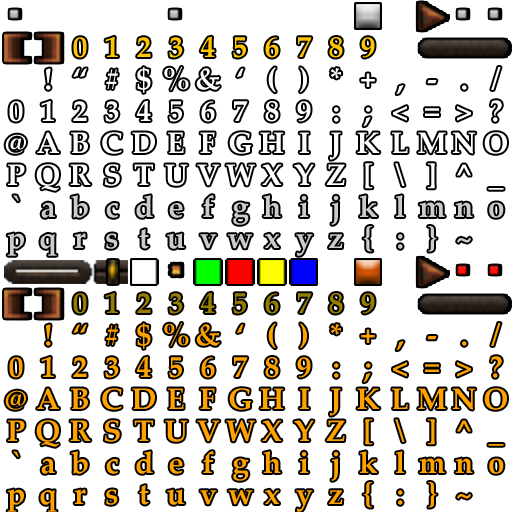 0 1 2 3 4 5 6 7 8 9
! “ # $ % & ‘ ( ) * + , - . /
0 1 2 3 4 5 6 7 8 9 : ; < = > ?
@ A B C D E F G H I J K L M N O
P Q R S T U V W X Y Z [ \ ] ^ _
` a b c d e f g h i j k l m n o
p q r s t u v w x y z { : } ~
0 1 2 3 4 5 6 7 8 9
! “ # $ % & ‘ ( ) * + , - . /
0 1 2 3 4 5 6 7 8 9 : ; < = > ?
@ A B C D E F G H I J K L M N O
P Q R S T U V W X Y Z [ \ ] ^ _
` a b c d e f g h i j k l m n o
p q r s t u v w x y z { : } ~